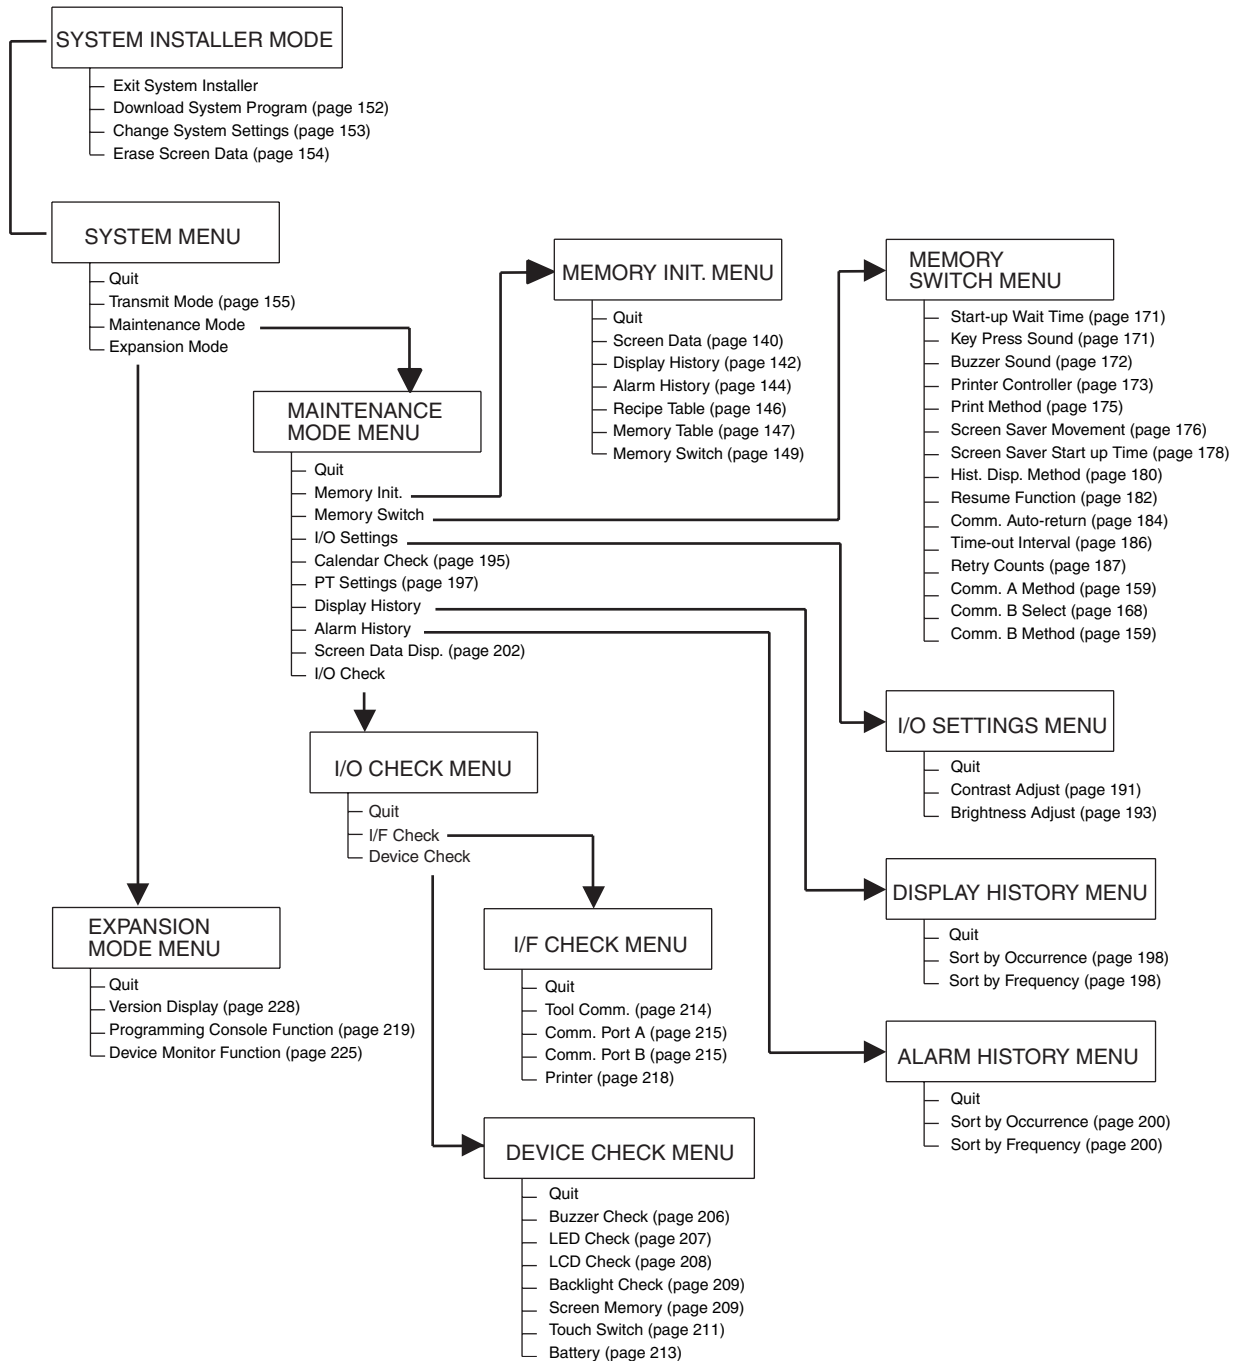 SYSTEM INSTALLER MODE
Exit System Installer
Download System Program (page 152)
Change System Settings (page 153)
Erase Screen Data (page 154)
SYSTEM MENU
Quit
Transmit Mode (page 155)
Maintenance Mode
Expansion Mode
MEMORY INIT. MENU
Quit
Screen Data (page 140)
Display History (page 142)
Alarm History (page 144)
Recipe Table (page 146)
Memory Table (page 147)
Memory Switch (page 149)
MEMORY
SWITCH MENU
Start-up Wait Time (page 171)
Key Press Sound (page 171)
Buzzer Sound (page 172)
Printer Controller (page 173)
Print Method (page 175)
Screen Saver Movement (page 176)
Screen Saver Start up Time (page 178)
Hist. Disp. Method (page 180)
Resume Function (page 182)
Comm. Auto-return (page 184)
Time-out Interval (page 186)
Retry Counts (page 187)
Comm. A Method (page 159)
Comm. B Select (page 168)
Comm. B Method (page 159)
MAINTENANCE
MODE MENU
Quit
Memory Init.
Memory Switch
I/O Settings
Calendar Check (page 195)
PT Settings (page 197)
Display History
Alarm History
Screen Data Disp. (page 202)
I/O Check
I/O SETTINGS MENU
Quit
Contrast Adjust (page 191)
Brightness Adjust (page 193)
I/O CHECK MENU
Quit
I/F Check
Device Check
DISPLAY HISTORY MENU
Quit
Sort by Occurrence (page 198)
Sort by Frequency (page 198)
EXPANSION
MODE MENU
Quit
Version Display (page 228)
Programming Console Function (page 219)
Device Monitor Function (page 225)
I/F CHECK MENU
Quit
Tool Comm. (page 214)
Comm. Port A (page 215)
Comm. Port B (page 215)
Printer (page 218)
ALARM HISTORY MENU
Quit
Sort by Occurrence (page 200)
Sort by Frequency (page 200)
DEVICE CHECK MENU
Quit
Buzzer Check (page 206)
LED Check (page 207)
LCD Check (page 208)
Backlight Check (page 209)
Screen Memory (page 209)
Touch Switch (page 211)
Battery (page 213)